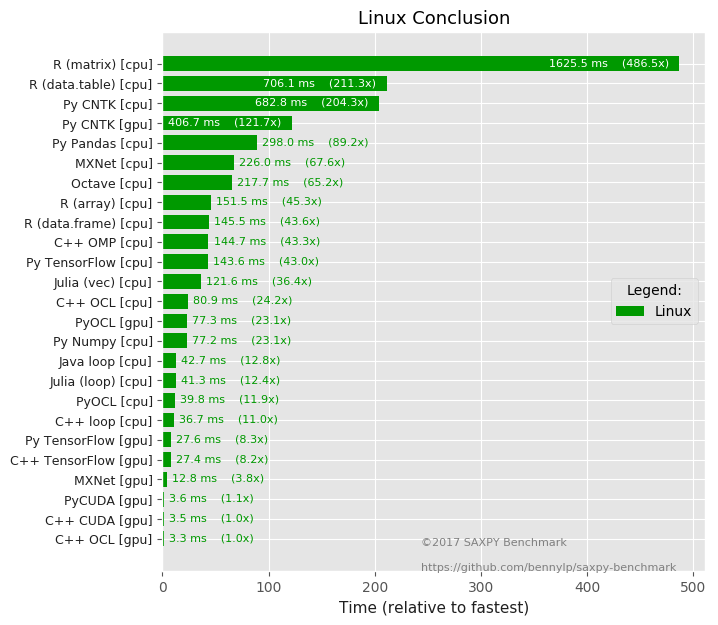 Linux Conclusion
R (matrix) [cpu] 1625.5 ms (486.5x)
R (data.table) [cpu] 706.1 ms (211.3x)
Py CNTK [cpu] 682.8 ms (204.3x)
Py CNTK [gpu] 406.7 ms (121.7x)
Py Pandas [cpu] 298.0 ms (89.2x)
MXNet [cpu] 226.0 ms (67.6x)
Octave [cpu] 217.7 ms (65.2x)
R (array) [cpu] 151.5 ms (45.3x)
R (data.frame) [cpu] 145.5 ms (43.6x)
C++ OMP [cpu] 144.7 ms (43.3x)
Py TensorFlow [cpu] 143.6 ms (43.0x)
Julia (vec) [cpu] 121.6 ms (36.4x)
Legend:
Linux
C++ OCL [cpu] 80.9 ms (24.2x)
PyOCL [gpu] 77.3 ms (23.1x)
Py Numpy [cpu] 77.2 ms (23.1x)
Java loop [cpu] 42.7 ms (12.8x)
Julia (loop) [cpu] 41.3 ms (12.4x)
PyOCL [cpu] 39.8 ms (11.9x)
C++ loop [cpu] 36.7 ms (11.0x)
Py TensorFlow [gpu] 27.6 ms (8.3x)
C++ TensorFlow [gpu] 27.4 ms (8.2x)
MXNet [gpu] 12.8 ms (3.8x)
PyCUDA [gpu] 3.6 ms (1.1x)
C++ CUDA [gpu] 3.5 ms (1.0x)
C++ OCL [gpu] 3.3 ms (1.0x)
©2017 SAXPY Benchmark
https://github.com/bennylp/saxpy-benchmark
0 100 200 300 400 500
Time (relative to fastest)